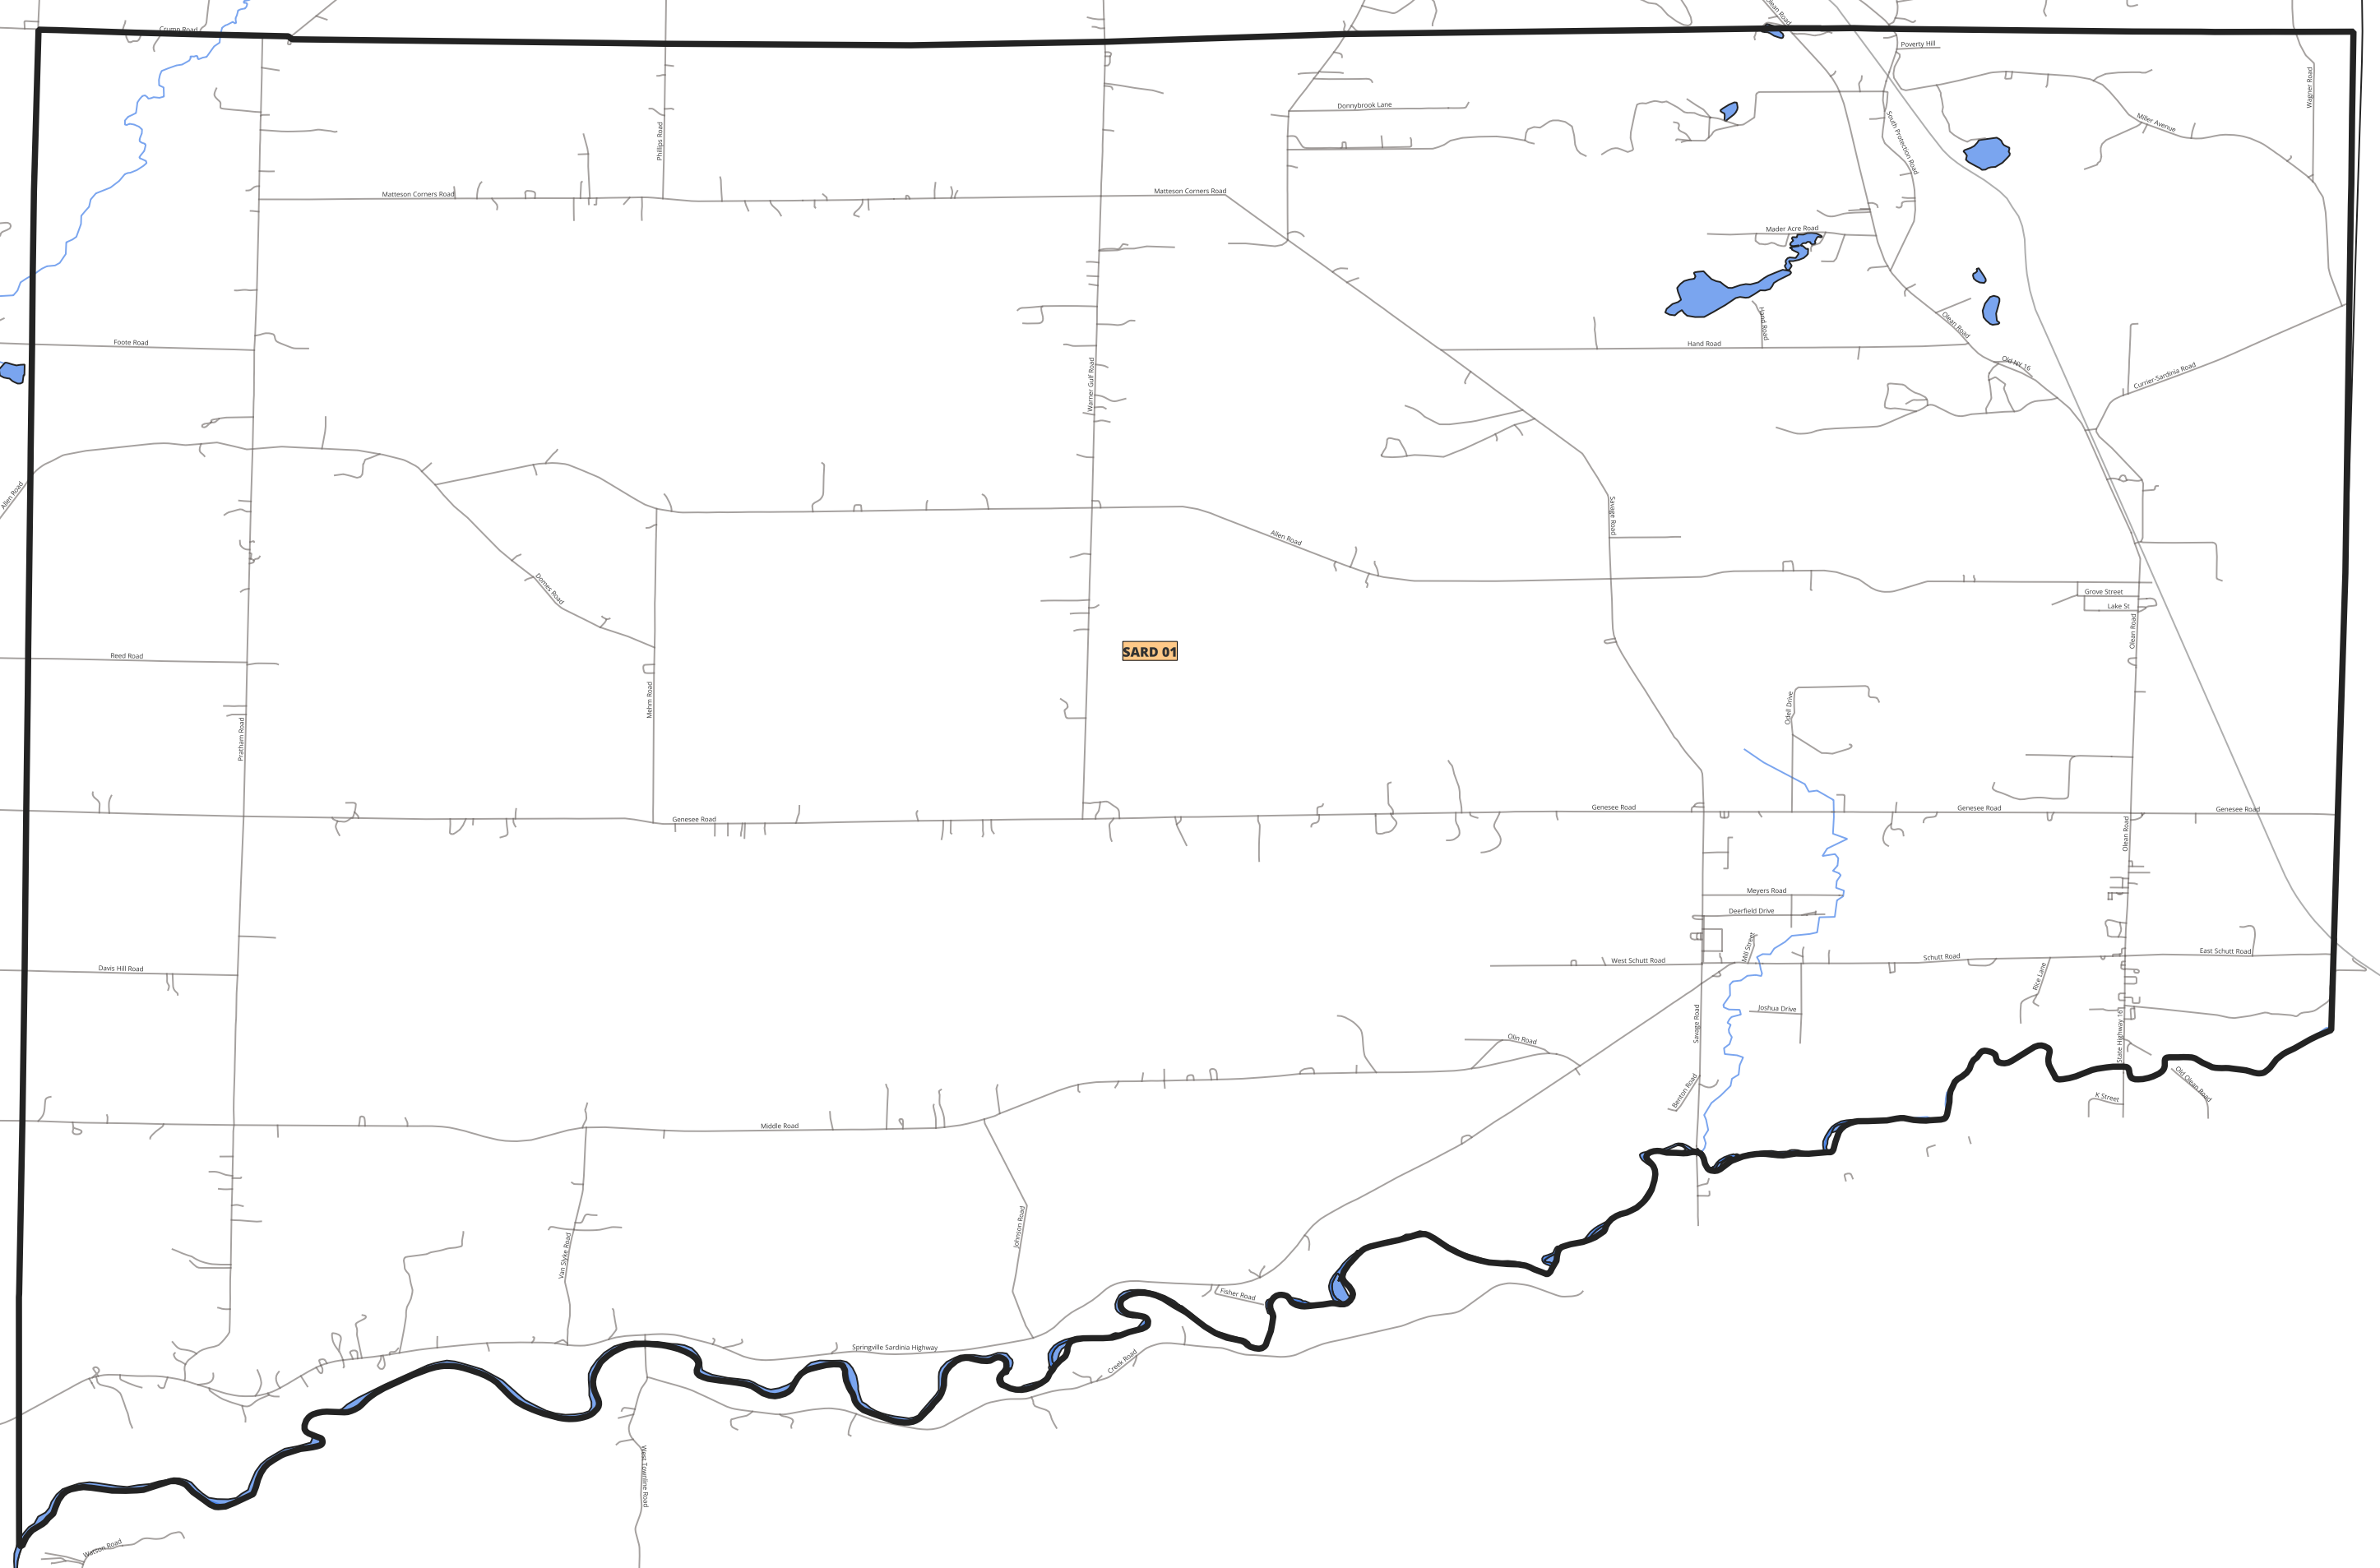 Crump Road
Olean Road
Poverty Hill
Wagner Road
Donnybrook Lane
Miller Avenue
Phillips Road
South Protection Road
Matteson Corners Road
Matteson Corners Road
Mader Acre Road
Hand Road
Olean Road
Foote Road
Hand Road
Old NY 16
Currier-Sardinia Road
Warner Gulf Road
Allen Road
Savage Road
Allen Road
Domes Road
Grove Street
Lake St
Olean Road
SARD 01
Reed Road
Mehm Road
Odell Drive
Pratham Road
Genesee Road
Genesee Road
Genesee Road
Genesee Road
Olean Road
Meyers Road
Deerfield Drive
Mill Street
East Schutt Road
Schutt Road
West Schutt Road
Davis Hill Road
Rice Lane
Joshua Drive
Savage Road
State Highway 16
Olin Road
Benton Road
Old Olean Road
K Street
Middle Road
Johnson Road
Van Slyke Road
Fisher Road
Springville Sardinia Highway
Creek Road
West Townline Road
Watson Road